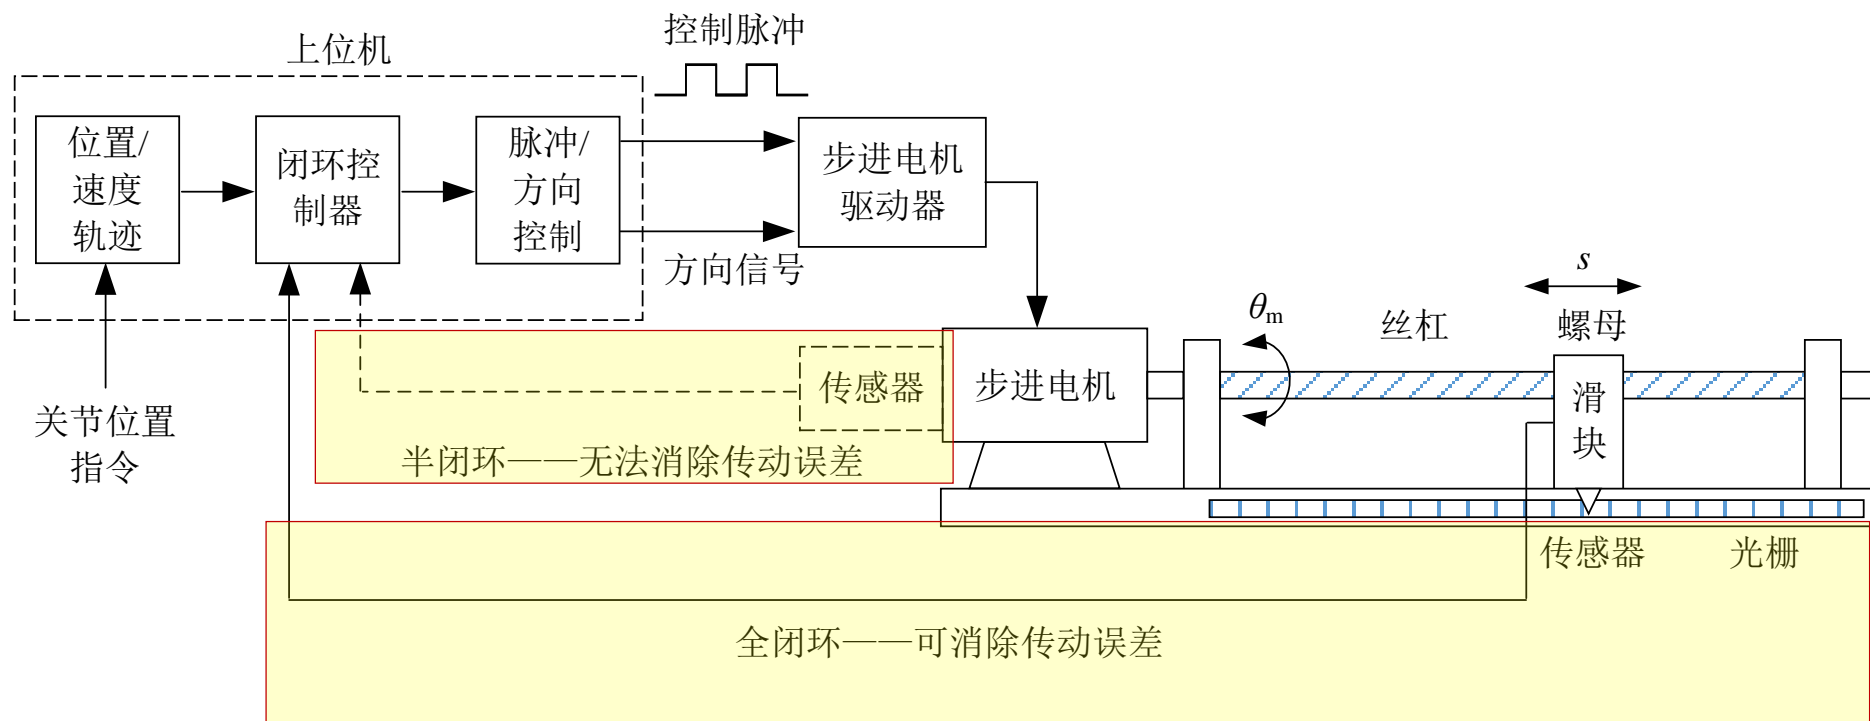 控制脉冲
上位机
位置/
速度
轨迹
闭环控
制器
脉冲/
方向
控制
步进电机
驱动器
方向信号
s
θm
丝杠
螺母
滑
块
传感器
步进电机
关节位置
指令
半闭环——无法消除传动误差
传感器
光栅
全闭环——可消除传动误差